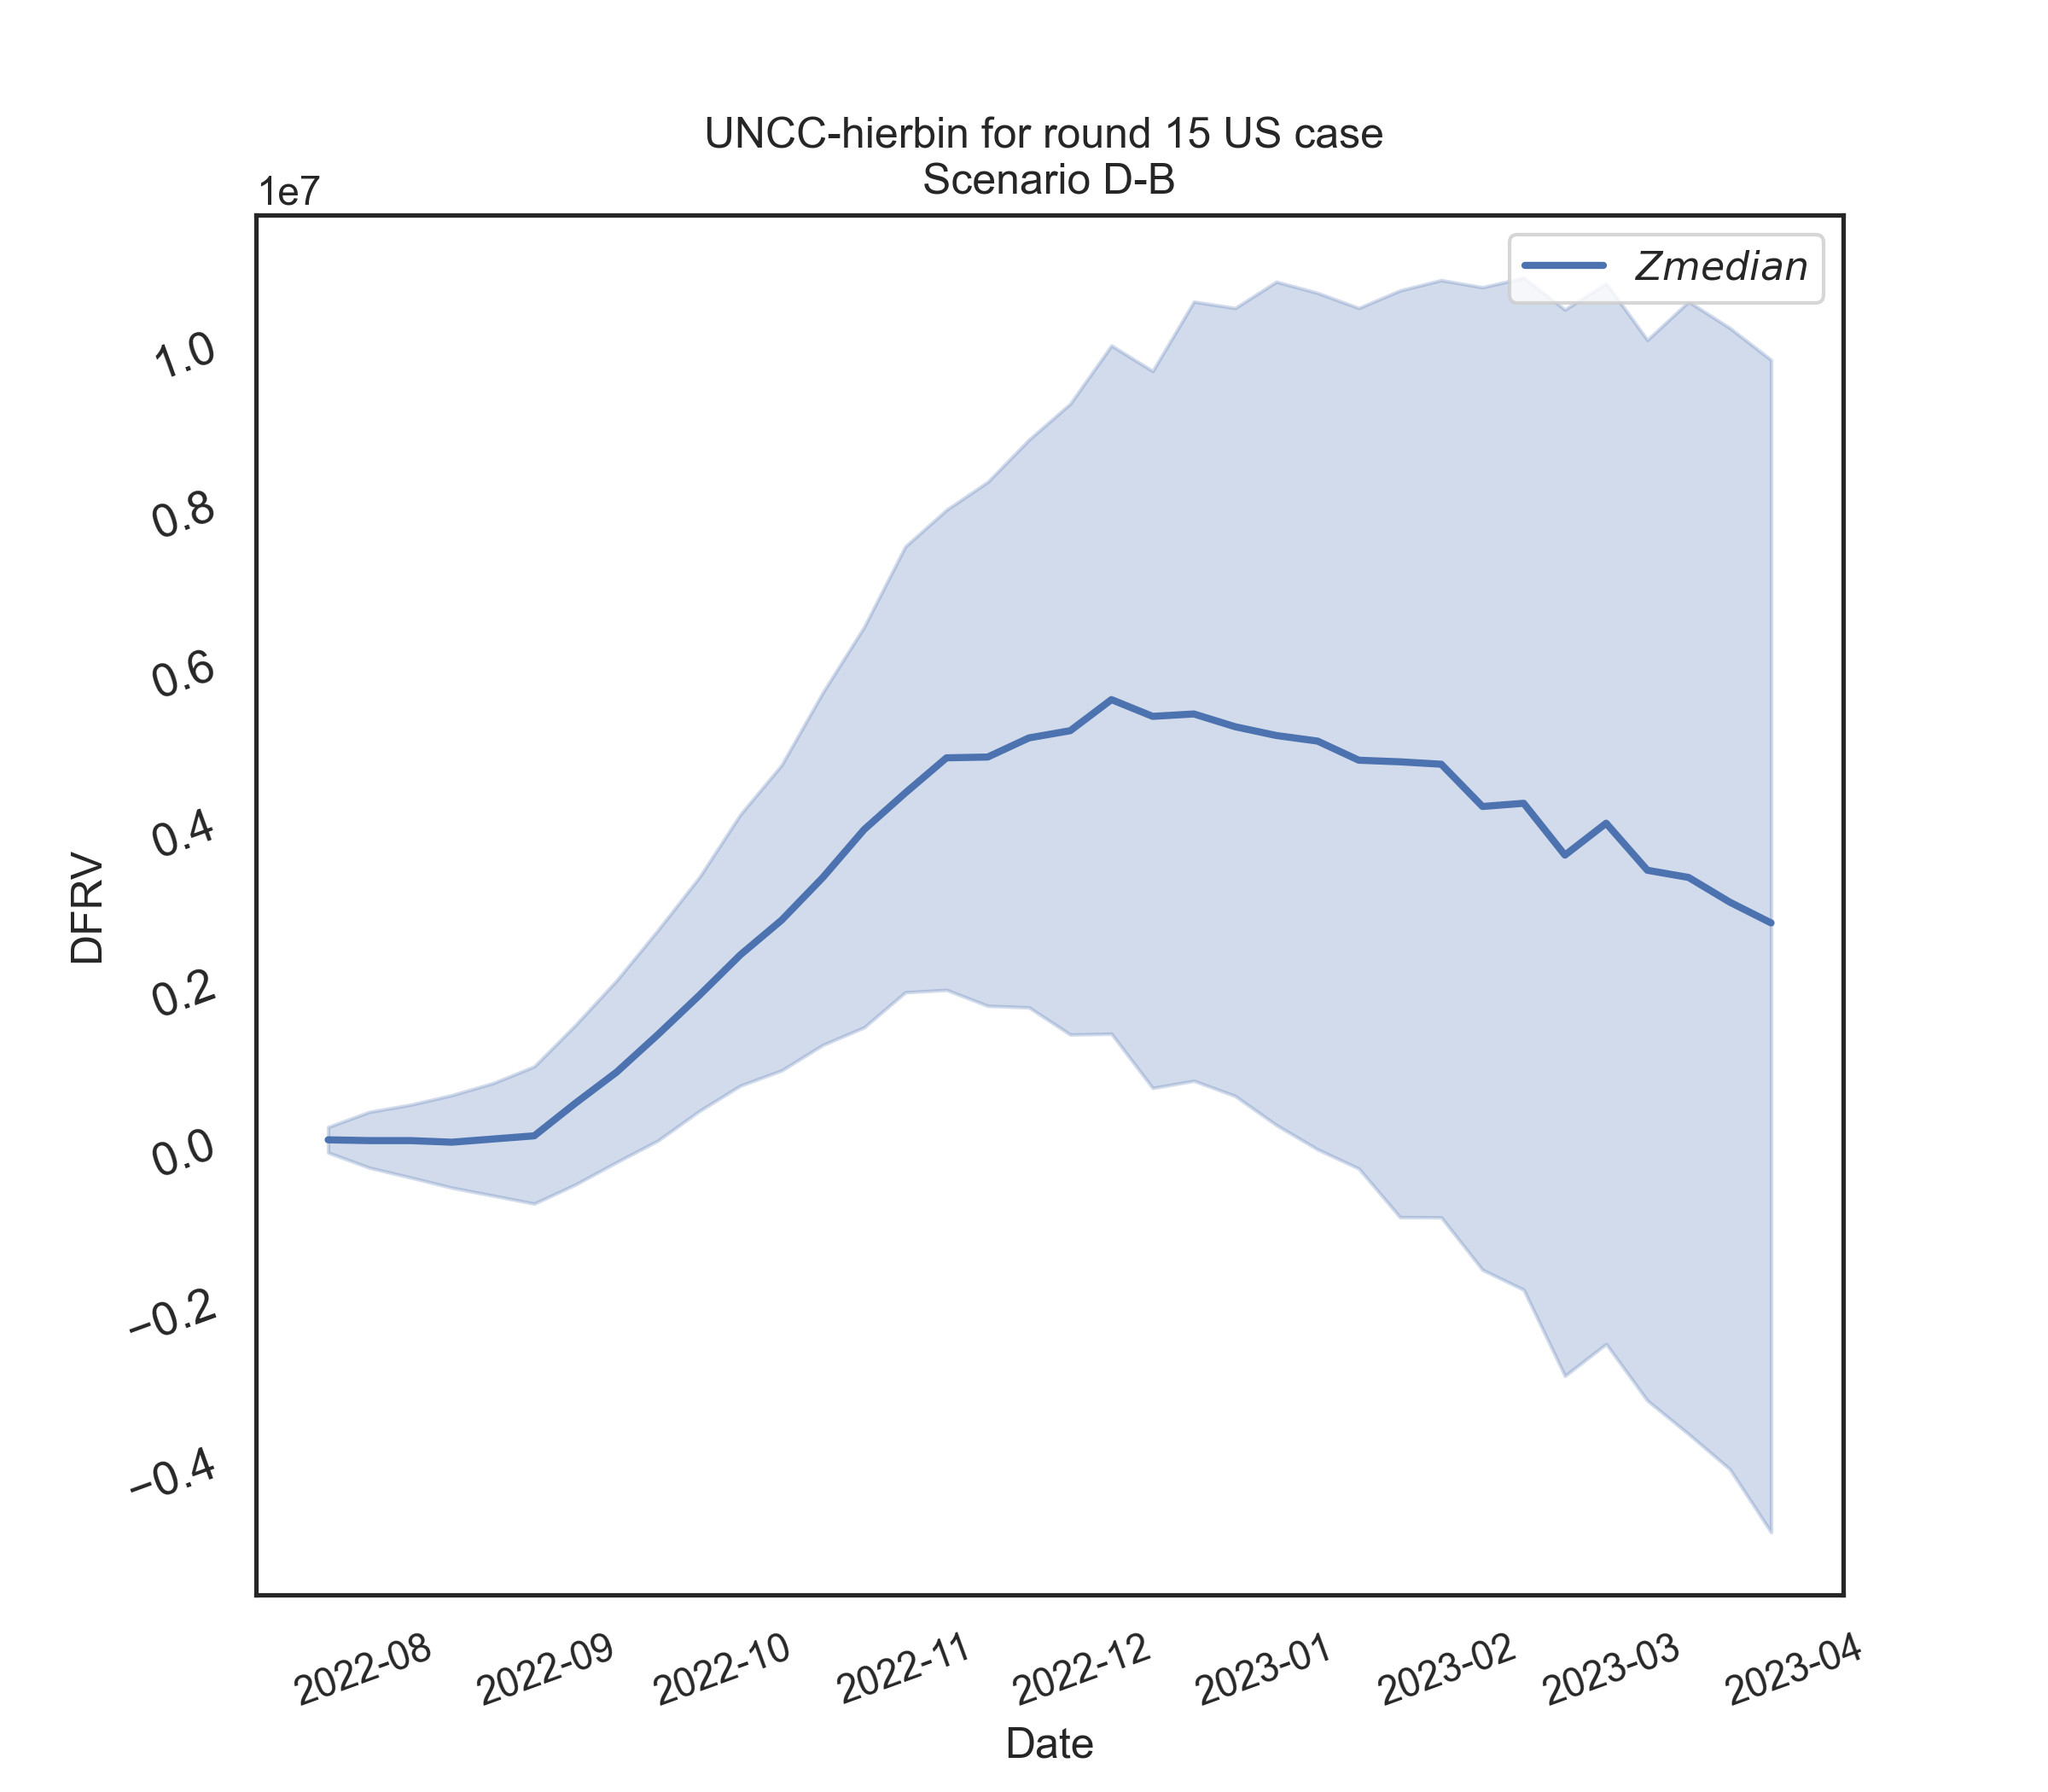 UNCC-hierbin for round 15 US case
Scenario D-B
1e7
Zmedian
1.0
0.8
0.6
0.4
0.2
0.0
−0.2
−0.4
DFRV
2022-08
2022-09
2022-10
2022-11
2022-12
2023-01
2023-02
2023-03
2023-04
Date